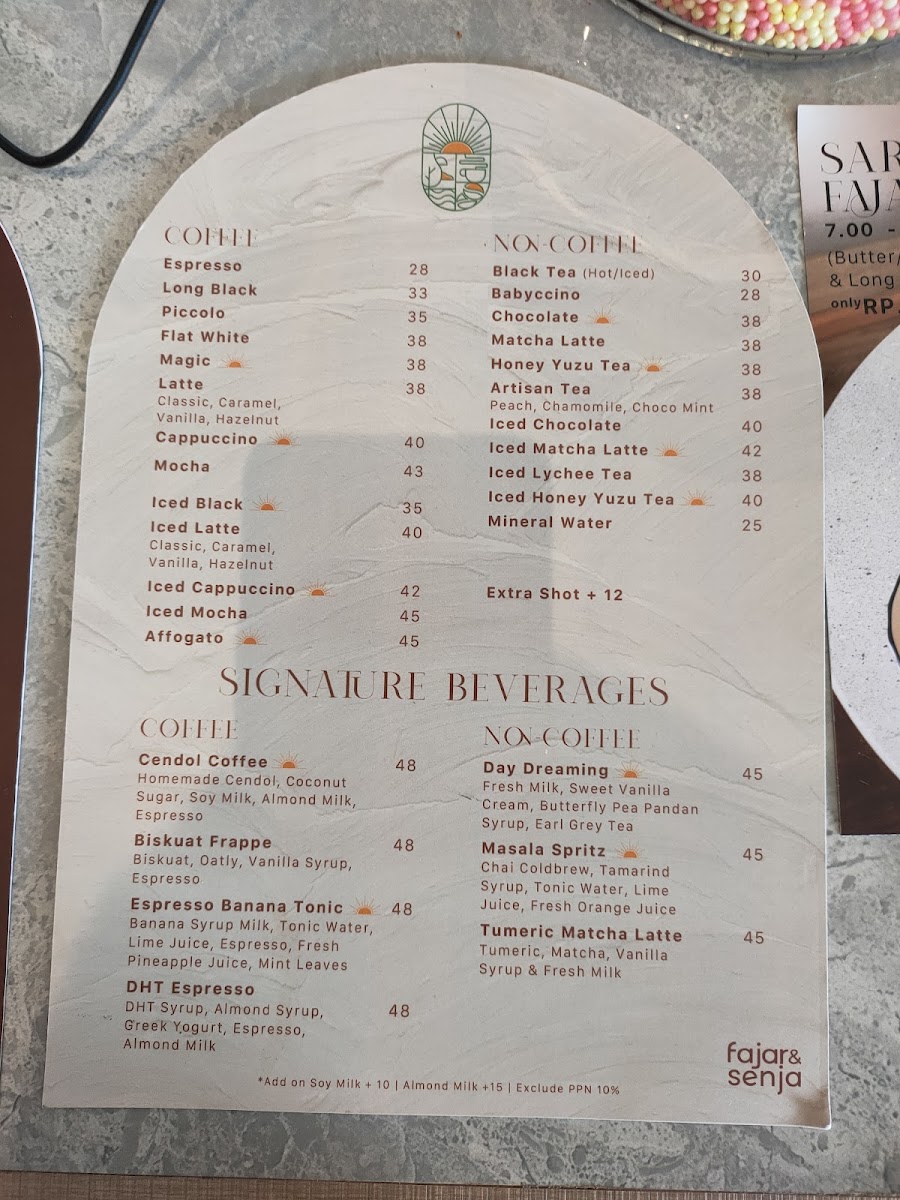 COFFEE
Espresso 28
Long Black 33
Piccolo 35
Flat White 38
Magic 38
Latte 38
Classic, Caramel,
Vanilla, Hazelnut
Cappuccino 40
Mocha 43
Iced Black 35
Iced Latte 40
Classic, Caramel,
Vanilla, Hazelnut
Iced Cappuccino 42
Iced Mocha 45
Affogato 45
NON-COFFEE
Black Tea (Hot/Iced) 30
Babyccino 28
Chocolate 38
Matcha Latte 38
Honey Yuzu Tea 38
Artisan Tea 38
Peach, Chamomile, Choco Mint
Iced Chocolate 40
Iced Matcha Latte 42
Iced Lychee Tea 38
Iced Honey Yuzu Tea 40
Mineral Water 25
Extra Shot + 12
SIGNATURE BEVERAGES
COFFEE
Cendol Coffee 48
Homemade Cendol, Coconut
Sugar, Soy Milk, Almond Milk,
Espresso
Biskuat Frappe 48
Biskuat, Oatly, Vanilla Syrup,
Espresso
Espresso Banana Tonic 48
Banana Syrup Milk, Tonic Water,
Lime Juice, Espresso, Fresh
Pineapple Juice, Mint Leaves
DHT Espresso
DHT Syrup, Almond Syrup, 48
Greek Yogurt, Espresso,
Almond Milk
NON-COFFEE
Day Dreaming 45
Fresh Milk, Sweet Vanilla
Cream, Butterfly Pea Pandan
Syrup, Earl Grey Tea
Masala Spritz 45
Chai Coldbrew, Tamarind
Syrup, Tonic Water, Lime
Juice, Fresh Orange Juice
Tumeric Matcha Latte 45
Tumeric, Matcha, Vanilla
Syrup & Fresh Milk
*Add on Soy Milk + 10 | Almond Milk +15 | Exclude PPN 10%
fajar&
senja
SAR
FAJA
7.00 -
(Butter/
& Long
only RP.